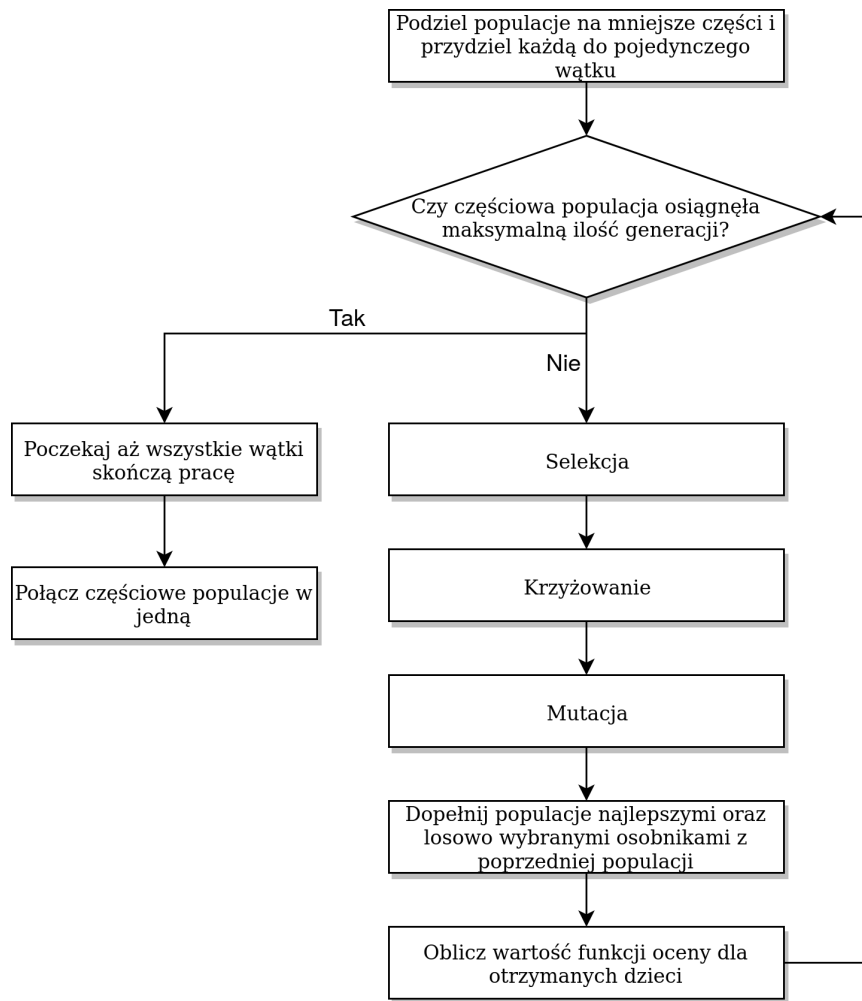 Podziel populacje na mniejsze części i
przydziel każdą do pojedynczego
wątku
Czy częściowa populacja osiągnęła
maksymalną ilość generacji?
Tak
Nie
Poczekaj aż wszystkie wątki
skończą pracę
Połącz częściowe populacje w
jedną
Selekcja
Krzyżowanie
Mutacja
Dopełnij populacje najlepszymi oraz
losowo wybranymi osobnikami z
poprzedniej populacji
Oblicz wartość funkcji oceny dla
otrzymanych dzieci